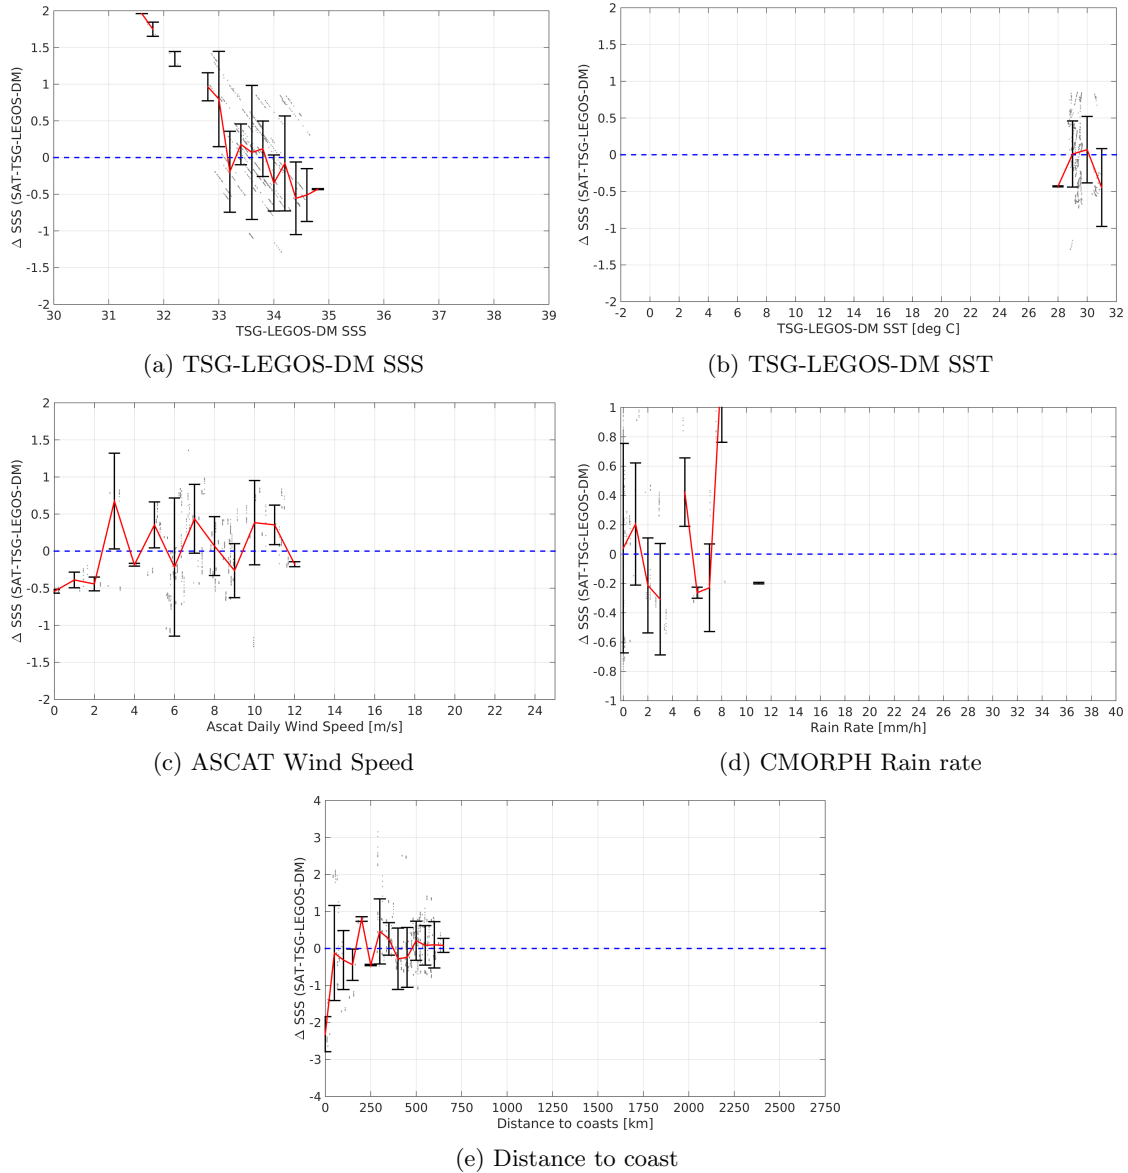 2
1.5
1
0.5
0
-0.5
-1
-1.5
-2
Δ SSS (SAT-TSG-LEGOS-DM)
30 31 32 33 34 35 36 37 38 39
TSG-LEGOS-DM SSS
(a) TSG-LEGOS-DM SSS
2
1.5
1
0.5
0
-0.5
-1
-1.5
-2
Δ SSS (SAT-TSG-LEGOS-DM)
-2 0 2 4 6 8 10 12 14 16 18 20 22 24 26 28 30 32
TSG-LEGOS-DM SST [deg C]
(b) TSG-LEGOS-DM SST
2
1.5
1
0.5
0
-0.5
-1
-1.5
-2
Δ SSS (SAT-TSG-LEGOS-DM)
0 2 4 6 8 10 12 14 16 18 20 22 24
Ascat Daily Wind Speed [m/s]
(c) ASCAT Wind Speed
1
0.8
0.6
0.4
0.2
0
-0.2
-0.4
-0.6
-0.8
-1
Δ SSS (SAT-TSG-LEGOS-DM)
0 2 4 6 8 10 12 14 16 18 20 22 24 26 28 30 32 34 36 38 40
Rain Rate [mm/h]
(d) CMORPH Rain rate
4
3
2
1
0
-1
-2
-3
-4
Δ SSS (SAT-TSG-LEGOS-DM)
0 250 500 750 1000 1250 1500 1750 2000 2250 2500 2750
Distance to coasts [km]
(e) Distance to coast